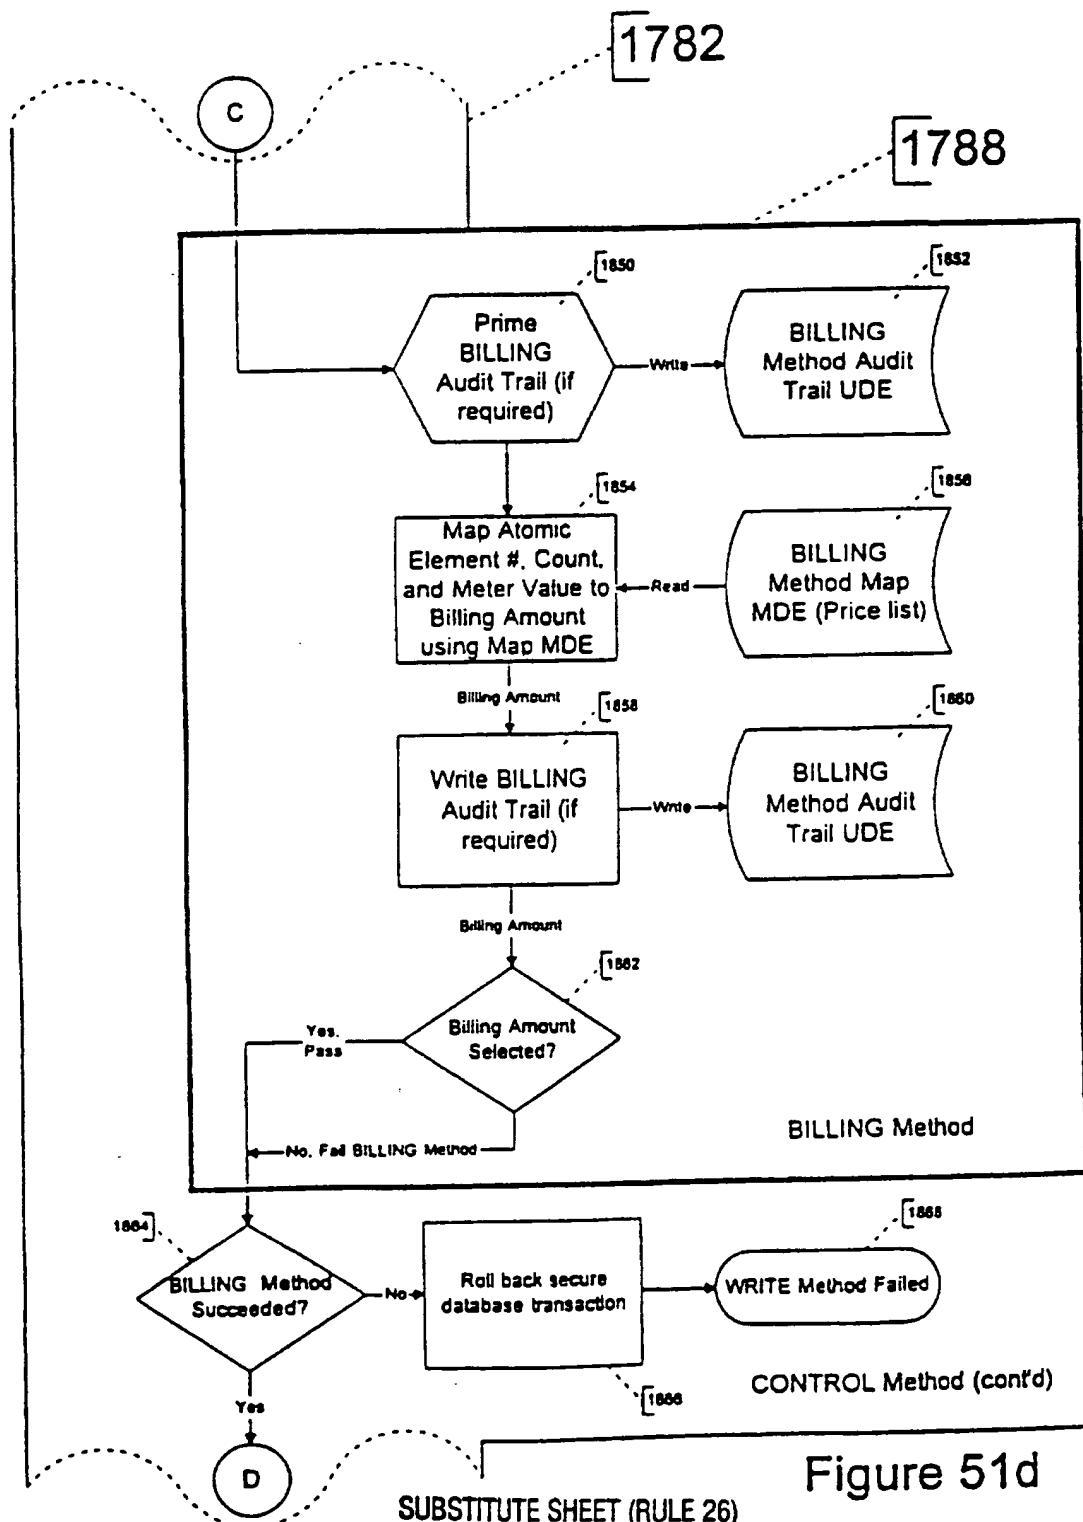 1782
C
1788
1850
1852
Prime
BILLING
Audit Trail (if
required)
Write
BILLING
Method Audit
Trail UDE
1854
1856
Map Atomic
Element #, Count,
and Meter Value to
Billing Amount
using Map MDE
Read
BILLING
Method Map
MDE (Price list)
Billing Amount
1858
1860
Write BILLING
Audit Trail (if
required)
Write
BILLING
Method Audit
Trail UDE
Billing Amount
1862
Billing Amount
Selected?
Yes,
Pass
No, Fail BILLING Method
BILLING Method
1864
1868
BILLING Method
Succeeded?
No
Roll back secure
database transaction
WRITE Method Failed
1866
CONTROL Method (cont'd)
Yes
D
Figure 51d
SUBSTITUTE SHEET (RULE 26)